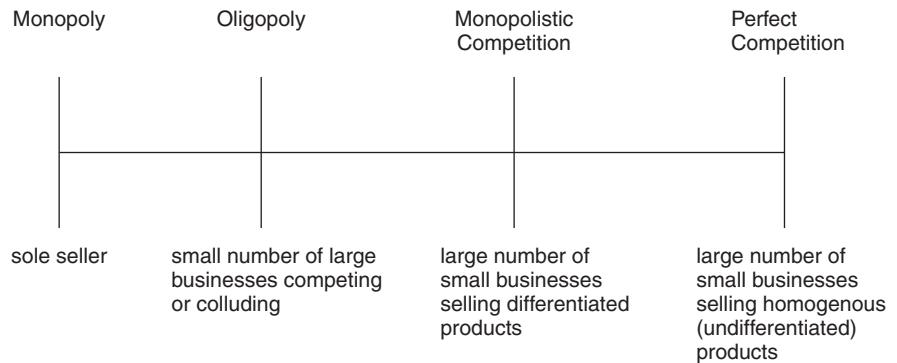 Monopoly
Oligopoly
Monopolistic
Competition
Perfect
Competition
sole seller
small number of large
businesses competing
or colluding
large number of
small businesses
selling differentiated
products
large number of
small businesses
selling homogenous
(undifferentiated)
products